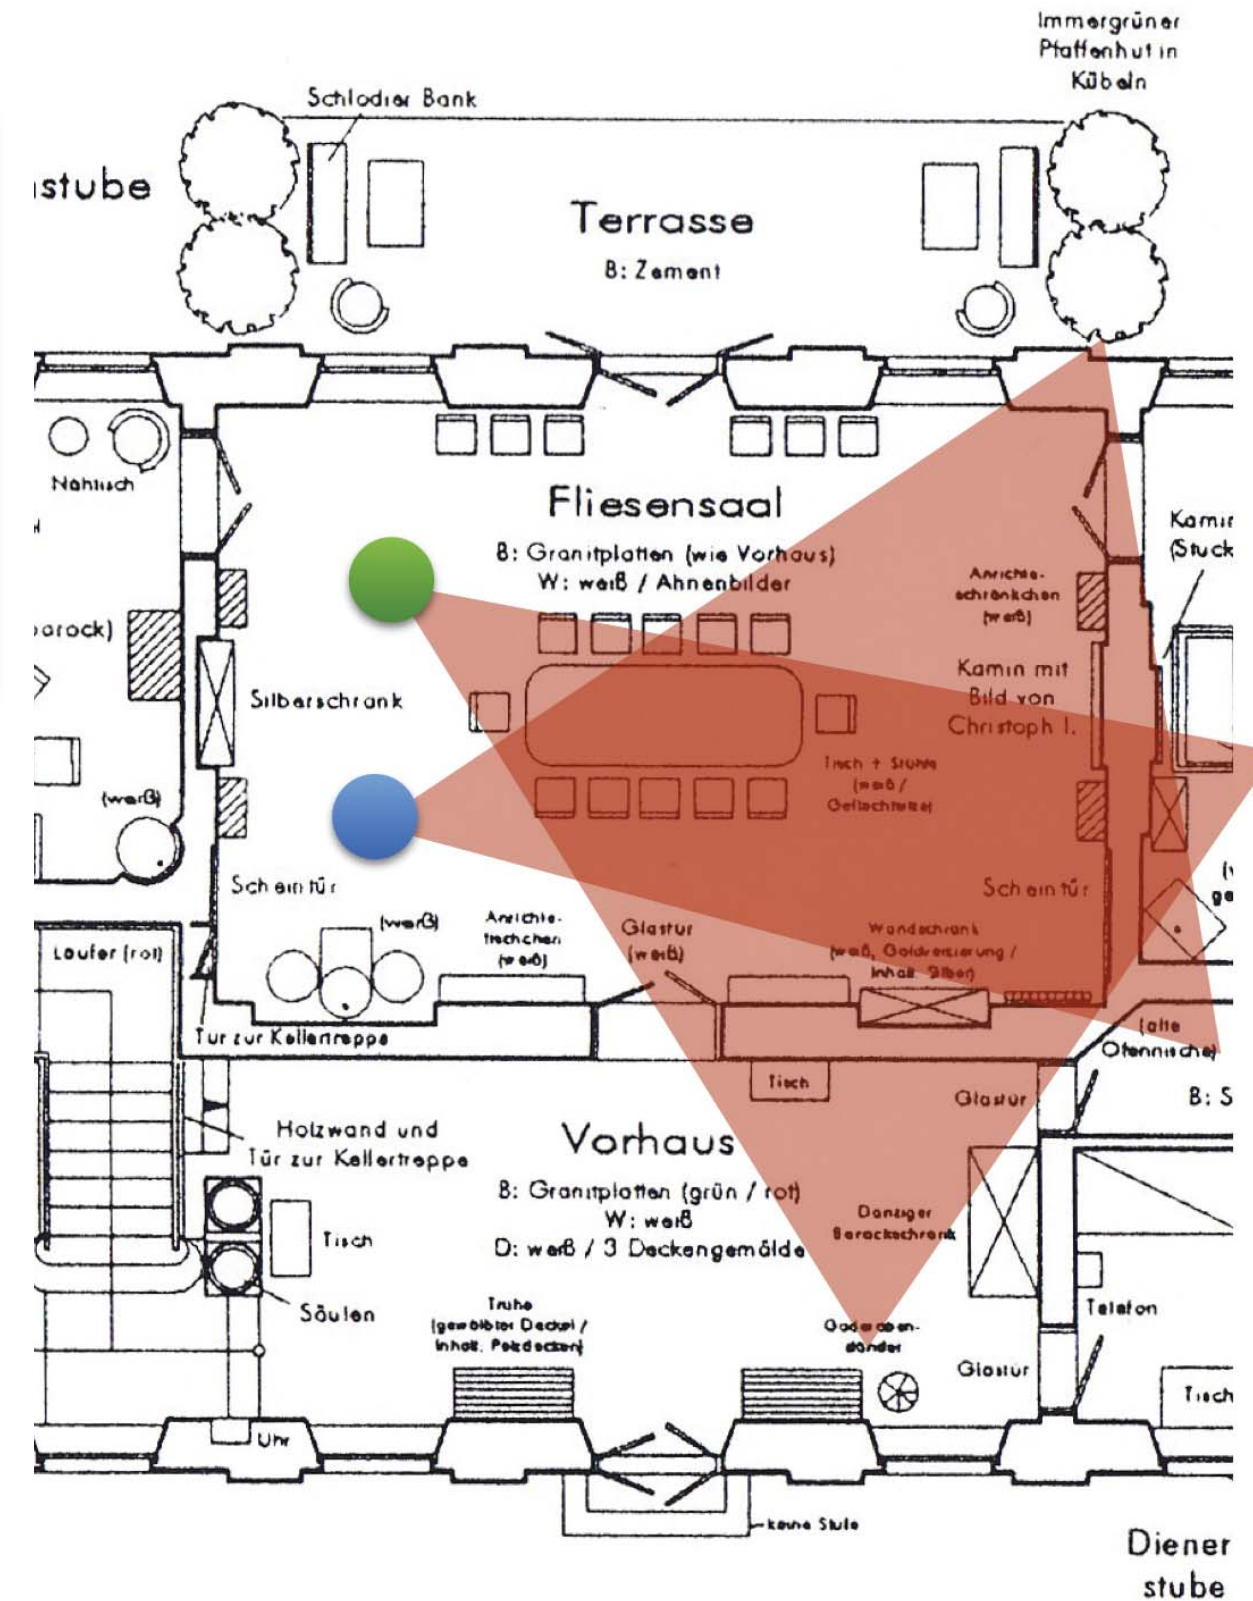 Immergrüner
Pfaffenhut in
Kübeln
Schlodier Bank
stube
Terrasse
B: Zement
Nähtisch
Fliesensaal
B: Granitplatten (wie Vorhaus)
W: weiß / Ahnenbilder
Kamin
(Stuck
Anrichte-
schränkchen
(weiß)
arock)
Silberschrank
Kamin mit
Bild von
Christoph I.
Tisch + Stühle
(weiß /
(weiß)
Scheintür
Scheintür
(weiß)
Anrichte-
tischchen
(weiß)
Glastür
(weiß)
Wandschrank
(weiß, Goldverzierung /
Inhalt: Silber)
ge
Läufer (rot)
Tür zur Kellertreppe
(alte
Ofennische)
Tisch
Glastür
B: S
Holzwand und
Tür zur Kellertreppe
Vorhaus
B: Granitplatten (grün / rot)
W: weiß
D: weiß / 3 Deckengemälde
Danziger
Barockschrank
Tisch
Säulen
Truhe
(gewölbter Deckel /
Inhalt: Pelzdecken)
ständer
Telefon
Glastür
Tisch
Uhr
keine Stufe
Diener
stube